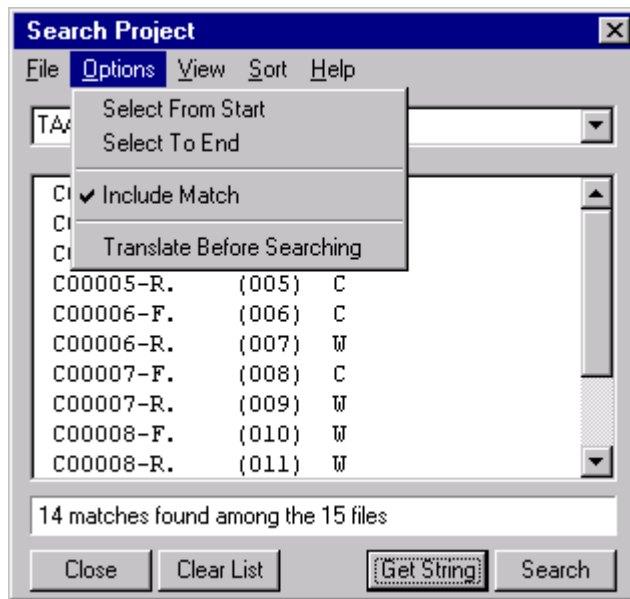 Search Project
File Options View Sort Help
Select From Start
Select To End
Include Match
Translate Before Searching
C00005-R. (005) C
C00006-F. (006) C
C00006-R. (007) W
C00007-F. (008) C
C00007-R. (009) W
C00008-F. (010) W
C00008-R. (011) W
14 matches found among the 15 files
Close Clear List Get String Search